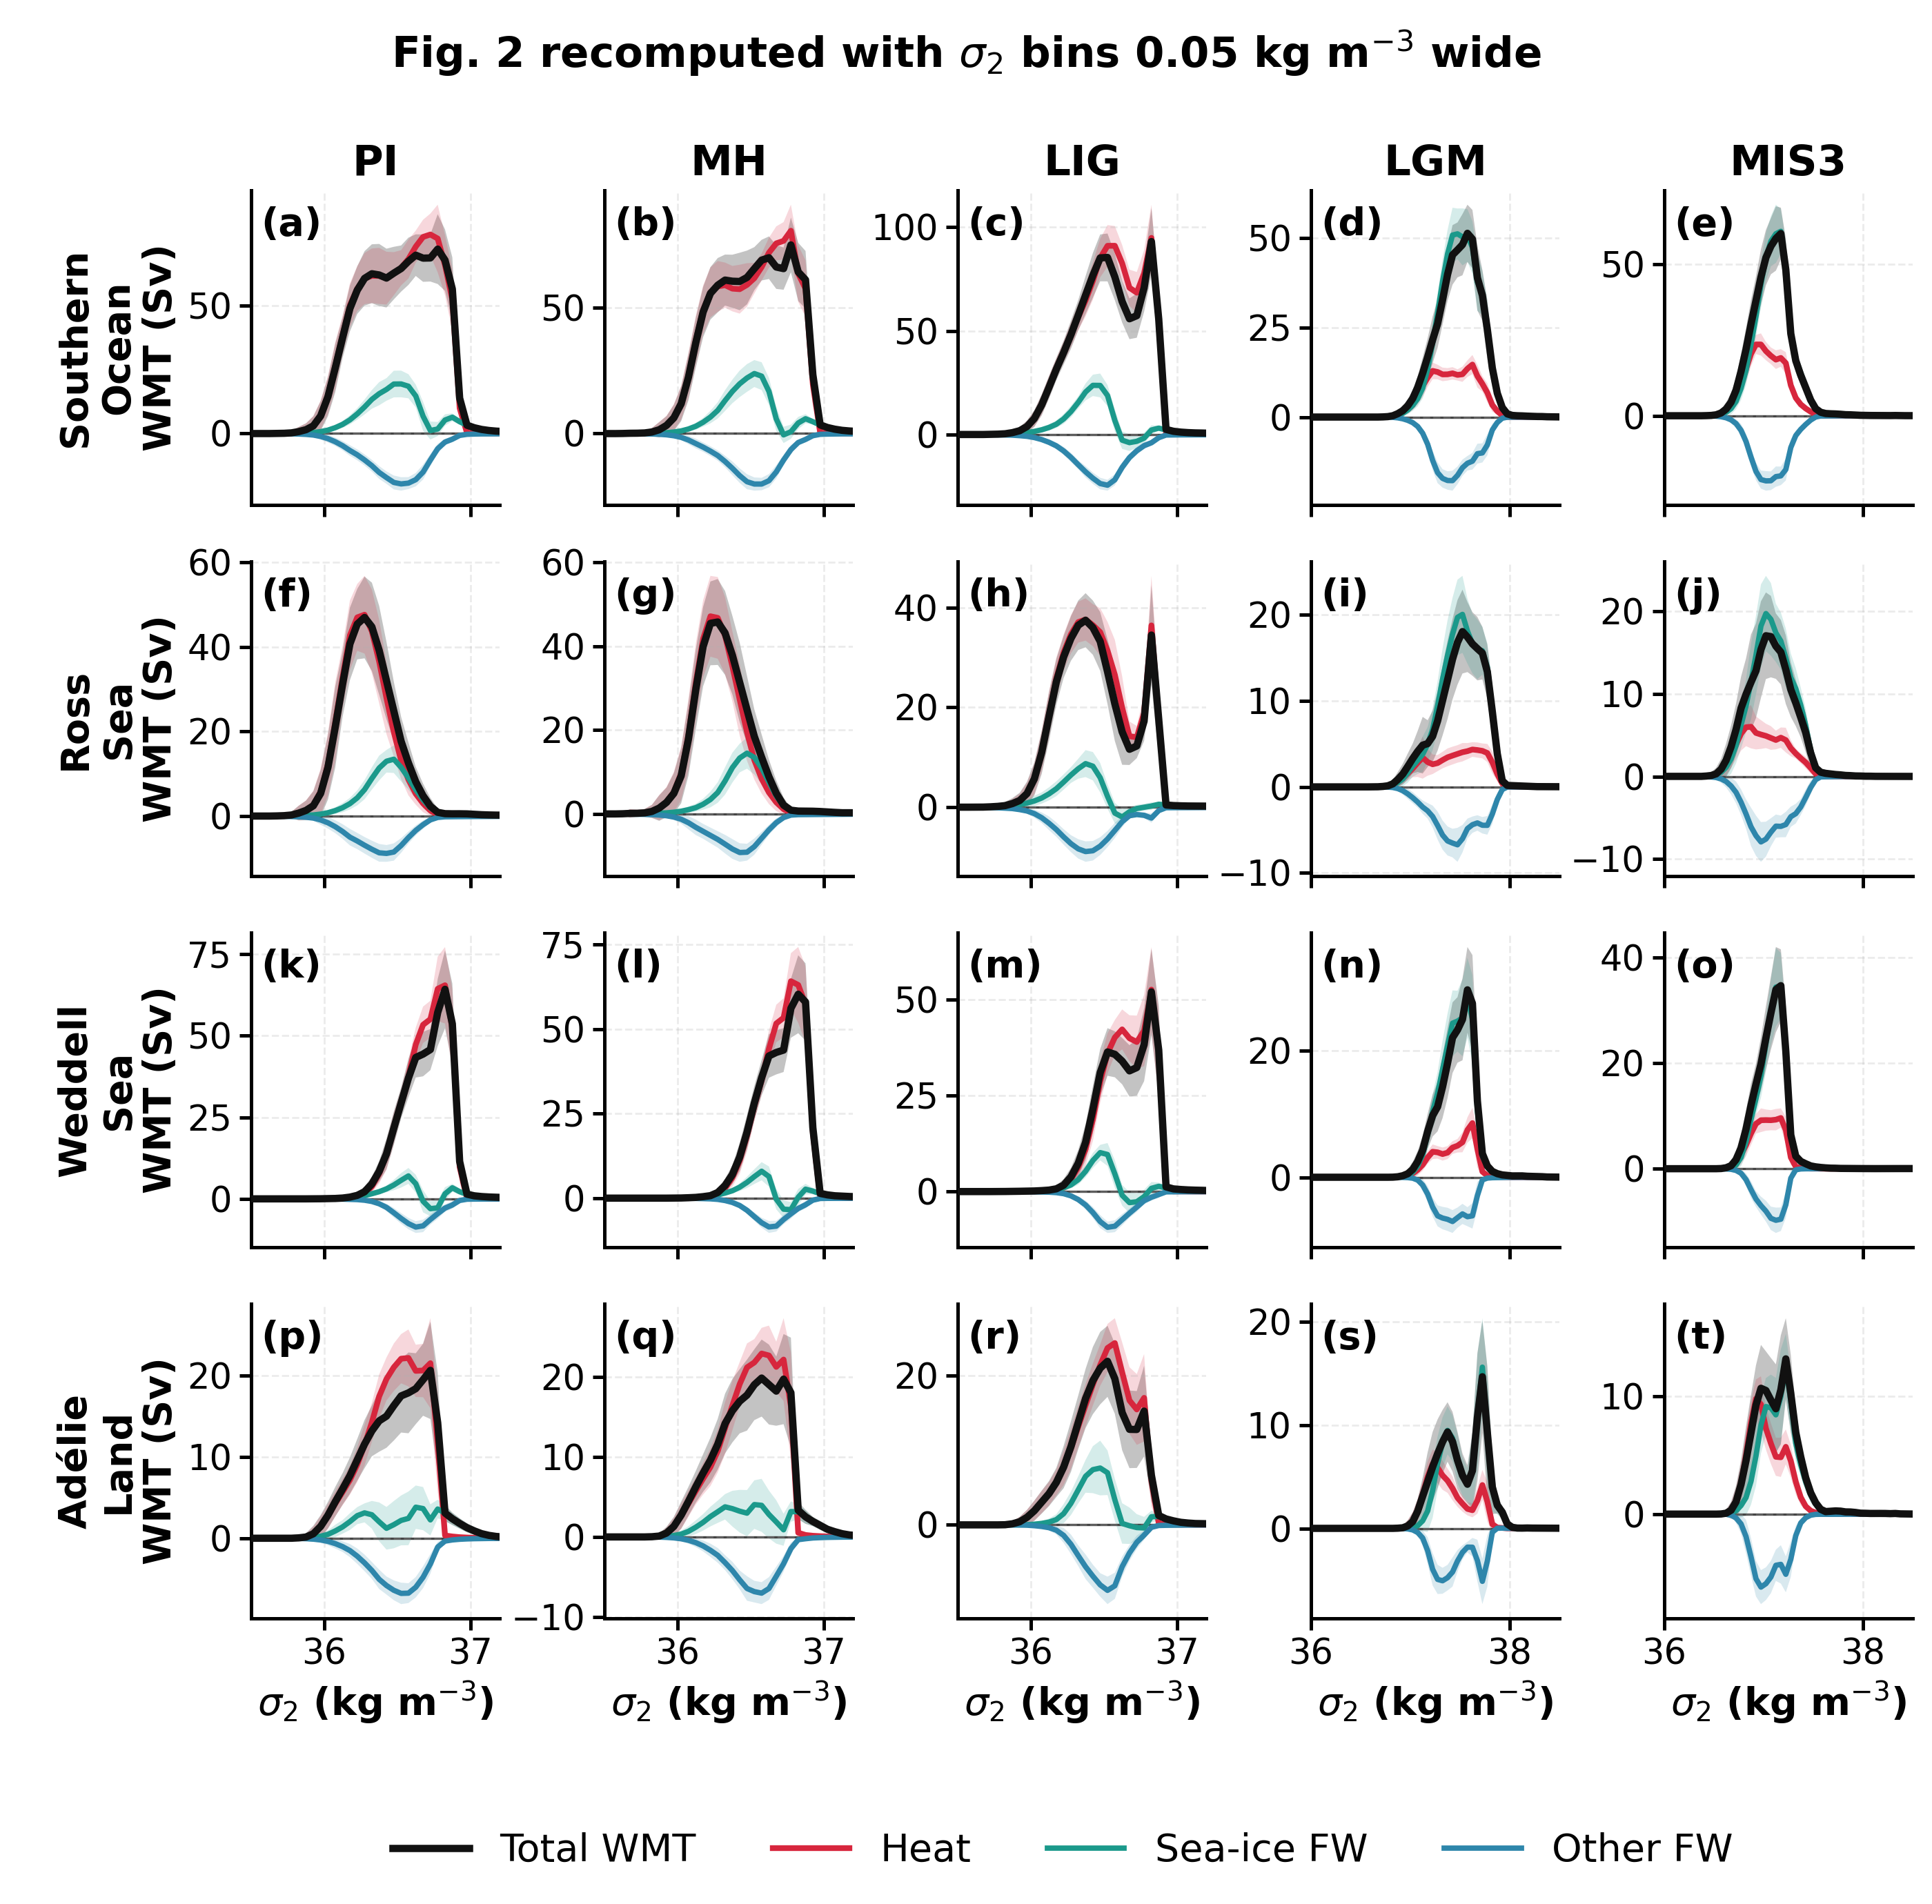 Fig. 2 recomputed with σ₂ bins 0.05 kg m⁻³ wide
PI MH LIG LGM MIS3
Southern
Ocean
WMT (Sv)
(a) (b) (c) (d) (e)
50
0
50
0
100
50
0
50
25
0
50
0
Ross
Sea
WMT (Sv)
(f) (g) (h) (i) (j)
60
40
20
0
60
40
20
0
40
20
0
20
10
0
−10
20
10
0
−10
Weddell
Sea
WMT (Sv)
(k) (l) (m) (n) (o)
75
50
25
0
75
50
25
0
50
25
0
20
0
40
20
0
Adélie
Land
WMT (Sv)
(p) (q) (r) (s) (t)
20
10
0
20
10
0
−10
20
0
20
10
0
10
0
36 37 36 37 36 37 36 38 36 38
σ₂ (kg m⁻³) σ₂ (kg m⁻³) σ₂ (kg m⁻³) σ₂ (kg m⁻³) σ₂ (kg m⁻³)
Total WMT Heat Sea-ice FW Other FW